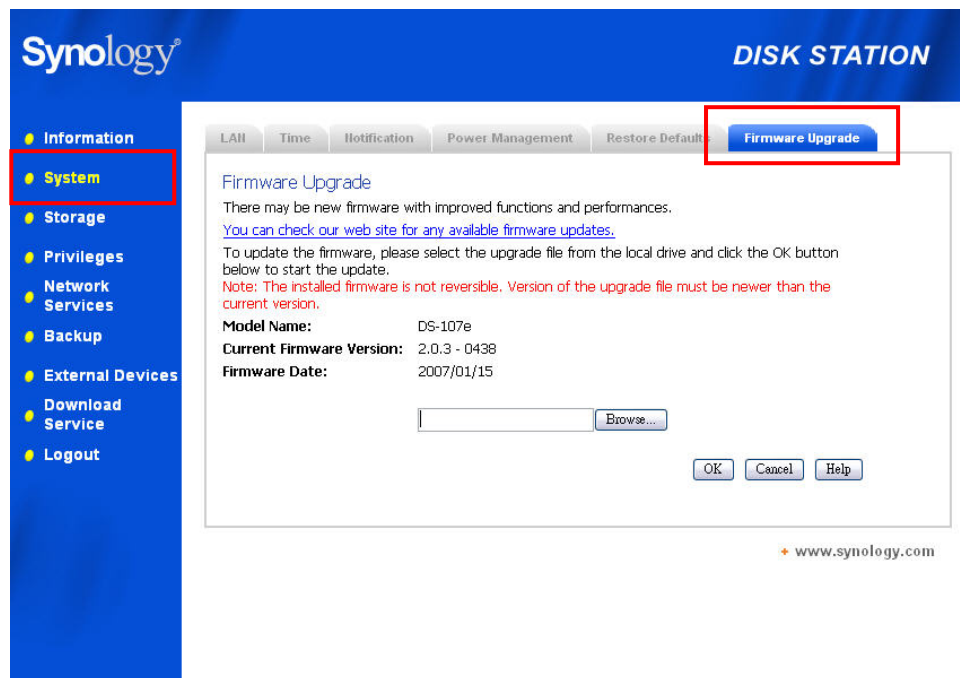 Synology®
DISK STATION
Information
System
Storage
Privileges
Network
Services
Backup
External Devices
Download
Service
Logout
LAN
Time
Notification
Power Management
Restore Defaults
Firmware Upgrade
Firmware Upgrade
There may be new firmware with improved functions and performances.
You can check our web site for any available firmware updates.
To update the firmware, please select the upgrade file from the local drive and click the OK button
below to start the update.
Note: The installed firmware is not reversible. Version of the upgrade file must be newer than the
current version.
Model Name: DS-107e
Current Firmware Version: 2.0.3 - 0438
Firmware Date: 2007/01/15
Browse...
OK
Cancel
Help
www.synology.com